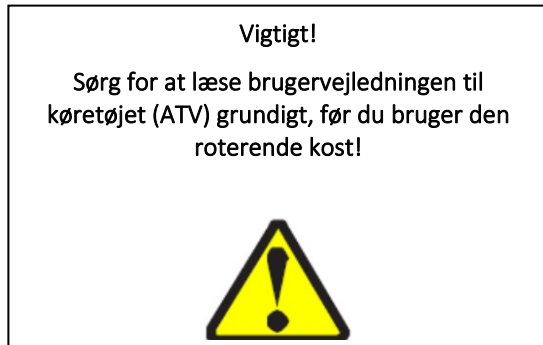 Vigtigt!
Sørg for at læse brugervejledningen til
køretøjet (ATV) grundigt, før du bruger den
roterende kost!